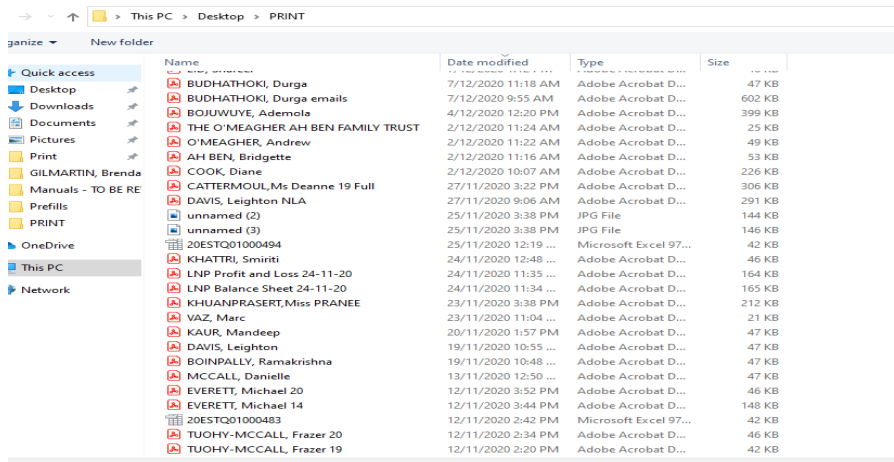 This PC > Desktop > PRINT
ganize New folder
Name Date modified Type Size
Quick access
Desktop
Downloads
Documents
Pictures
Print
GILMARTIN, Brenda
Manuals - TO BE RE
Prefills
PRINT
OneDrive
This PC
Network
BUDHATHOKI, Durga 7/12/2020 11:18 AM Adobe Acrobat D... 47 KB
BUDHATHOKI, Durga emails 7/12/2020 9:55 AM Adobe Acrobat D... 602 KB
BOJUWUYE, Ademola 4/12/2020 12:20 PM Adobe Acrobat D... 399 KB
THE O'MEAGHER AH BEN FAMILY TRUST 2/12/2020 11:24 AM Adobe Acrobat D... 25 KB
O'MEAGHER, Andrew 2/12/2020 11:22 AM Adobe Acrobat D... 49 KB
AH BEN, Bridgette 2/12/2020 11:16 AM Adobe Acrobat D... 53 KB
COOK, Diane 2/12/2020 10:07 AM Adobe Acrobat D... 226 KB
CATTERMOUL,Ms Deanne 19 Full 27/11/2020 3:22 PM Adobe Acrobat D... 306 KB
DAVIS, Leighton NLA 27/11/2020 9:06 AM Adobe Acrobat D... 291 KB
unnamed (2) 25/11/2020 3:38 PM JPG File 144 KB
unnamed (3) 25/11/2020 3:38 PM JPG File 146 KB
20ESTQ01000494 25/11/2020 12:19 ... Microsoft Excel 97... 42 KB
KHATTRI, Smiriti 24/11/2020 12:48 ... Adobe Acrobat D... 46 KB
LNP Profit and Loss 24-11-20 24/11/2020 11:35 ... Adobe Acrobat D... 164 KB
LNP Balance Sheet 24-11-20 24/11/2020 11:34 ... Adobe Acrobat D... 165 KB
KHUANPRASERT,Miss PRANEE 23/11/2020 3:38 PM Adobe Acrobat D... 212 KB
VAZ, Marc 23/11/2020 11:04 ... Adobe Acrobat D... 21 KB
KAUR, Mandeep 20/11/2020 1:57 PM Adobe Acrobat D... 47 KB
DAVIS, Leighton 19/11/2020 10:55 ... Adobe Acrobat D... 47 KB
BOINPALLY, Ramakrishna 19/11/2020 10:48 ... Adobe Acrobat D... 47 KB
MCCALL, Danielle 13/11/2020 12:50 ... Adobe Acrobat D... 47 KB
EVERETT, Michael 20 12/11/2020 3:52 PM Adobe Acrobat D... 46 KB
EVERETT, Michael 14 12/11/2020 3:44 PM Adobe Acrobat D... 148 KB
20ESTQ01000483 12/11/2020 2:42 PM Microsoft Excel 97... 42 KB
TUOHY-MCCALL, Frazer 20 12/11/2020 2:34 PM Adobe Acrobat D... 46 KB
TUOHY-MCCALL, Frazer 19 12/11/2020 2:20 PM Adobe Acrobat D... 42 KB